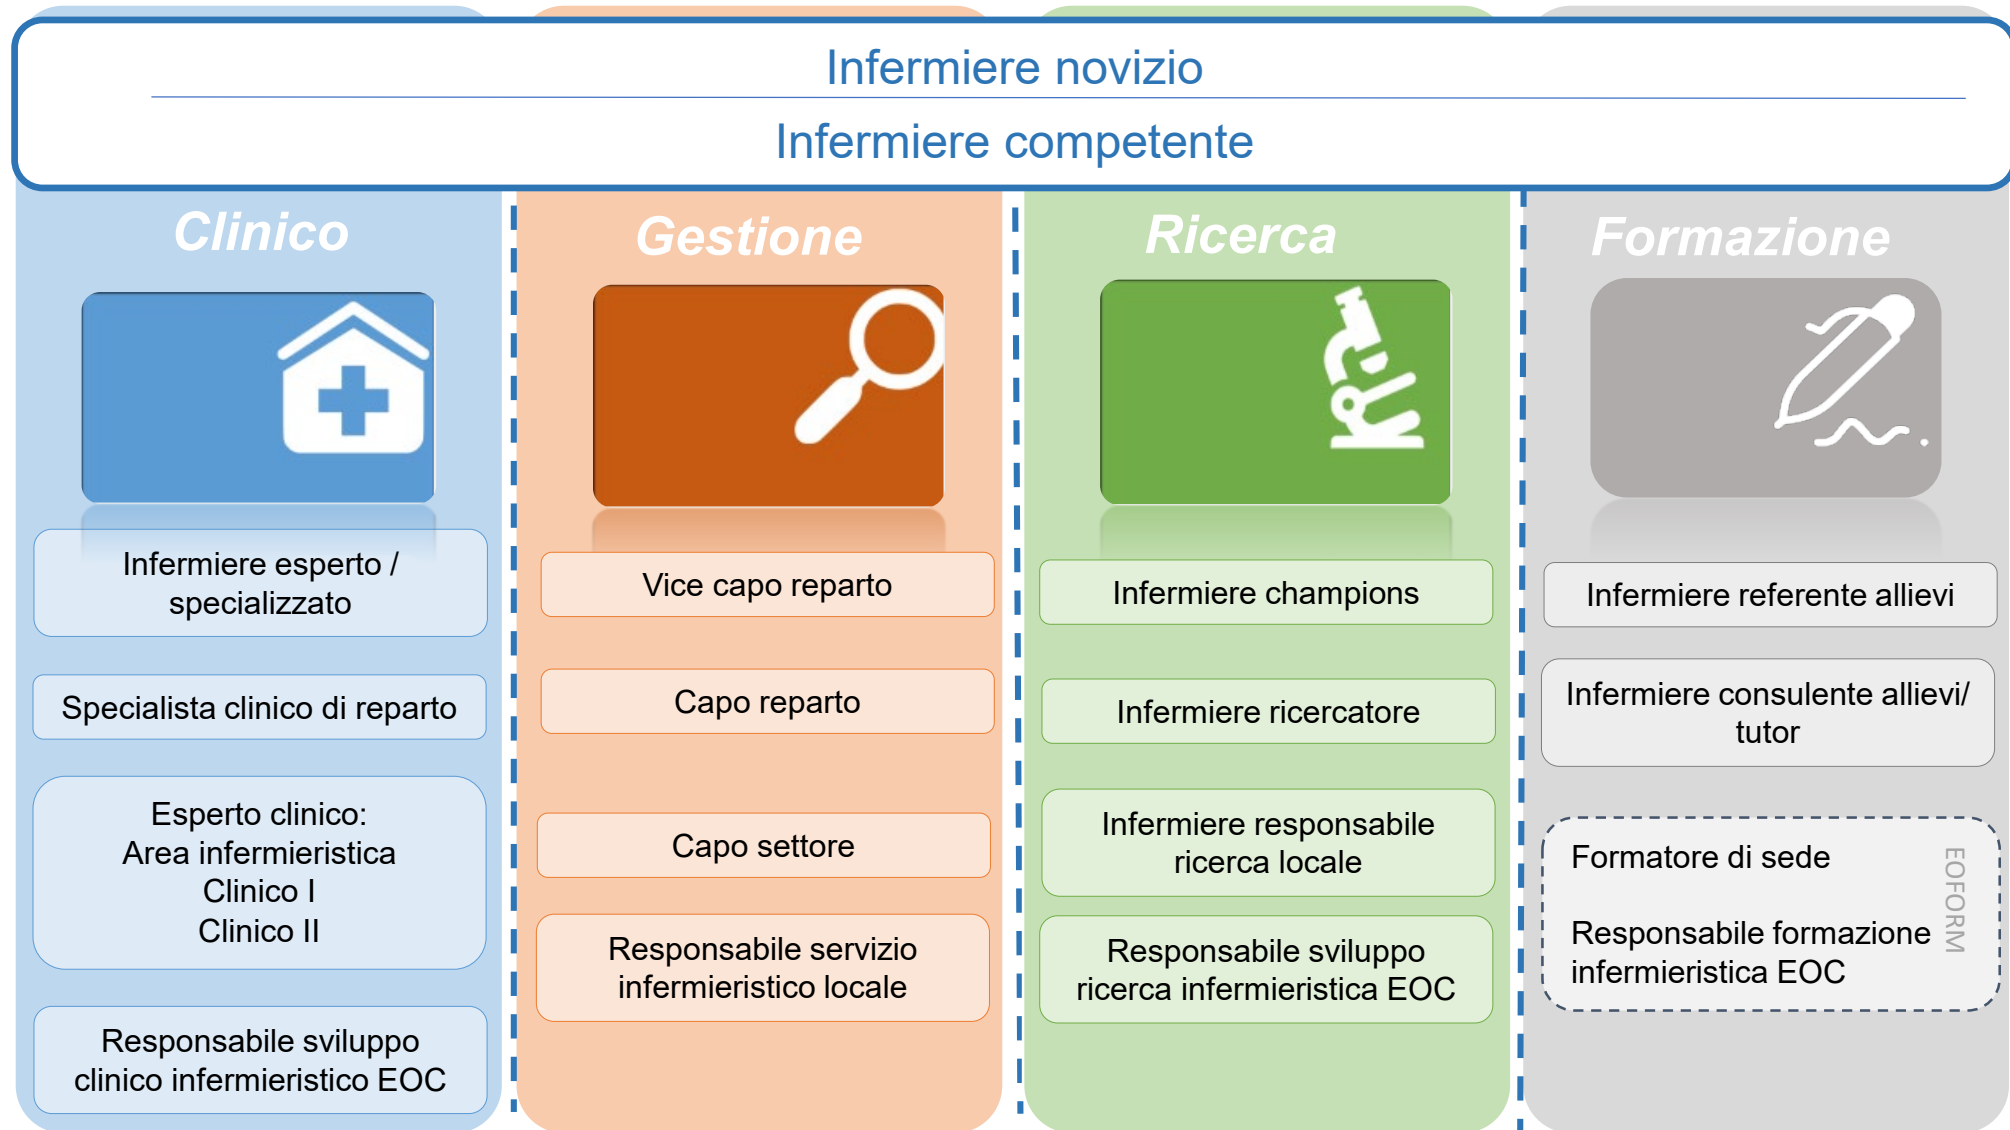 Infermiere novizio
Infermiere competente
Clinico
Infermiere esperto /
specializzato
Specialista clinico di reparto
Esperto clinico:
Area infermieristica
Clinico I
Clinico II
Responsabile sviluppo
clinico infermieristico EOC
Gestione
Vice capo reparto
Capo reparto
Capo settore
Responsabile servizio
infermieristico locale
Ricerca
Infermiere champions
Infermiere ricercatore
Infermiere responsabile
ricerca locale
Responsabile sviluppo
ricerca infermieristica EOC
Formazione
Infermiere referente allievi
Infermiere consulente allievi/
tutor
Formatore di sede
Responsabile formazione
infermieristica EOC
EOFORM